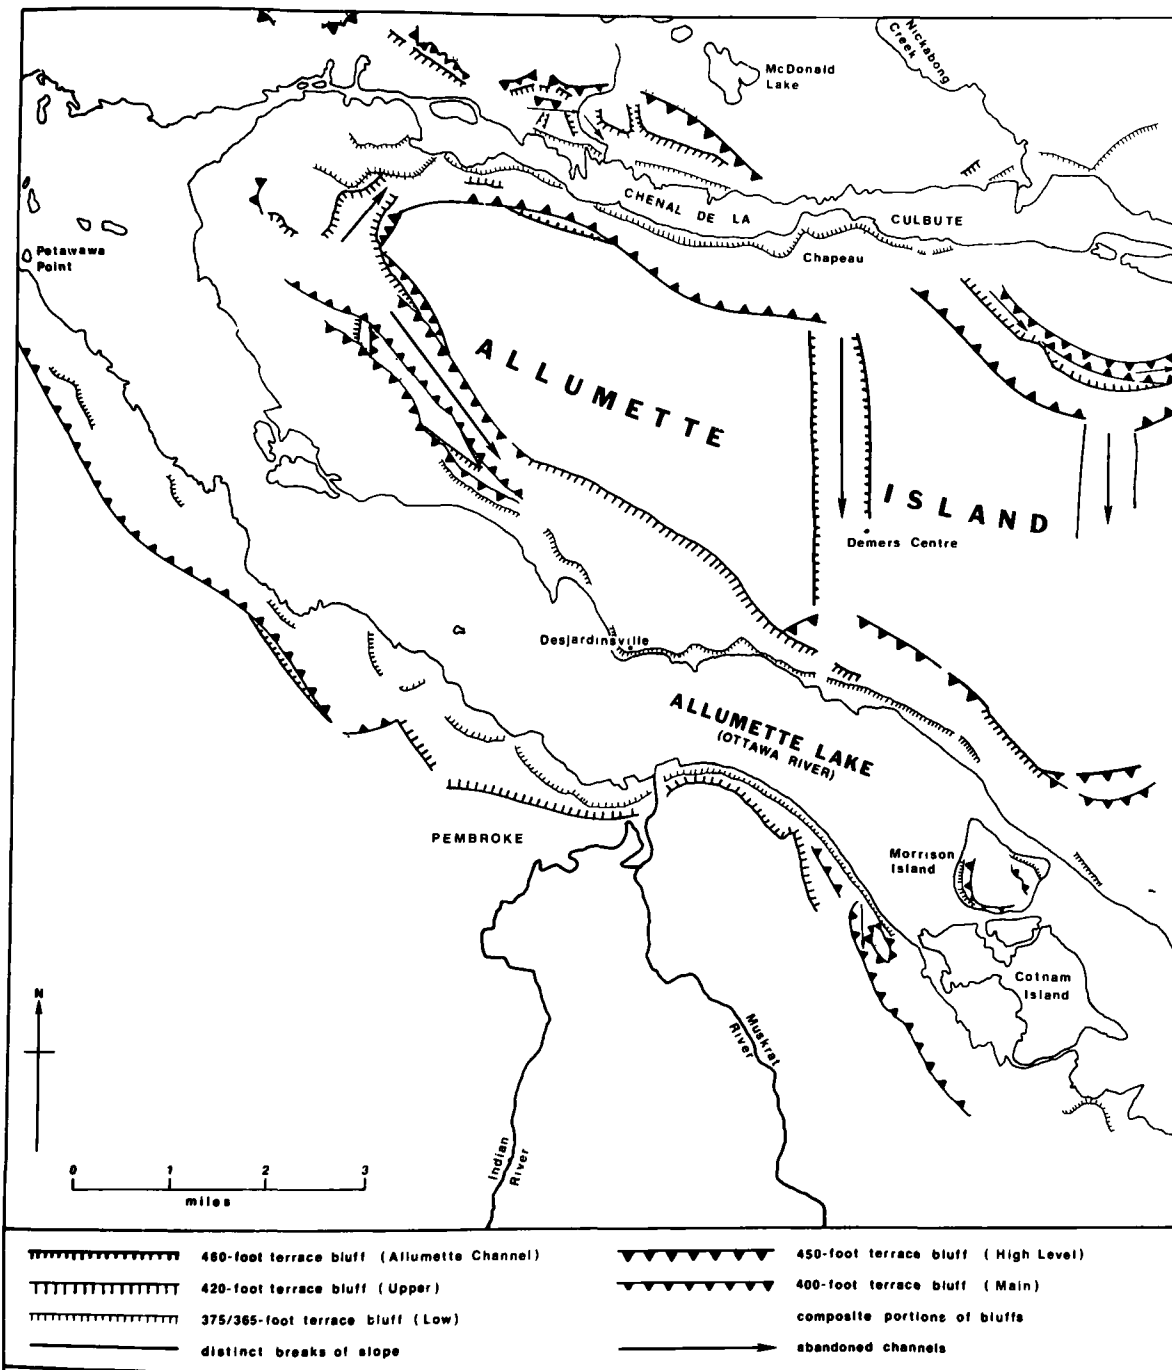 Nickabong
Creek
McDonald
Lake
CHENAL DE LA
CULBUTE
Petawawa
Point
Chapeau
ALLUMETTE
ISLAND
Demers Centre
Desjardinsville
ALLUMETTE LAKE
(OTTAWA RIVER)
PEMBROKE
Morrison
Island
Cotnam
Island
N
Muskrat
River
Indian
River
0 1 2 3
miles
460-foot terrace bluff (Allumette Channel)
420-foot terrace bluff (Upper)
375/365-foot terrace bluff (Low)
distinct breaks of slope
450-foot terrace bluff (High Level)
400-foot terrace bluff (Main)
composite portions of bluffs
abandoned channels